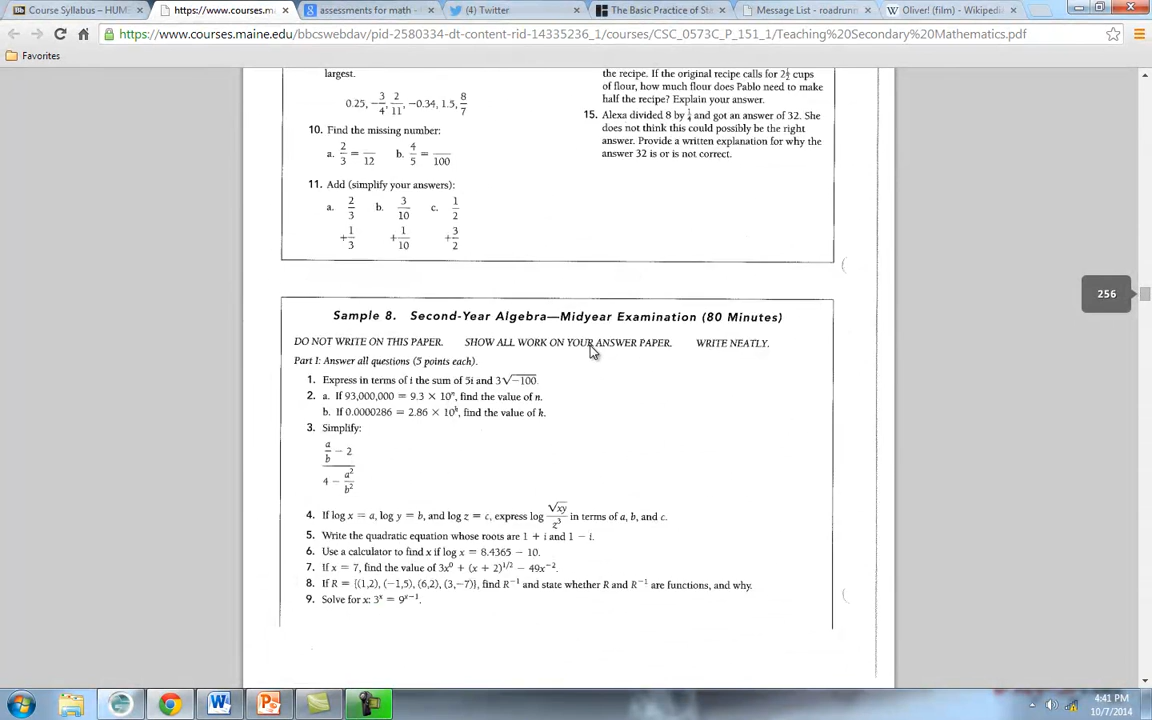 Course Syllabus – HUM
https://www.courses.m
assessments for math -
(4) Twitter
The Basic Practice of St
Message List - roadrunn
Oliver! (film) - Wikipedi
https://www.courses.maine.edu/bbcswebdav/pid-2580334-dt-content-rid-14335236_1/courses/CSC_0573C_P_151_1/Teaching%20Secondary%20Mathematics.pdf
Favorites
largest.
0.25, -3/4, 2/11, -0.34, 1.5, 8/7
10. Find the missing number:
a. 2/3 = __/12 b. 4/5 = __/100
11. Add (simplify your answers):
a. 2/3 b. 3/10 c. 1/2
+1/3 +1/10 +3/2
the recipe. If the original recipe calls for 2½ cups
of flour, how much flour does Pablo need to make
half the recipe? Explain your answer.
15. Alexa divided 8 by ¼ and got an answer of 32. She
does not think this could possibly be the right
answer. Provide a written explanation for why the
answer 32 is or is not correct.
256
Sample 8. Second-Year Algebra—Midyear Examination (80 Minutes)
DO NOT WRITE ON THIS PAPER. SHOW ALL WORK ON YOUR ANSWER PAPER. WRITE NEATLY.
Part I: Answer all questions (5 points each).
1. Express in terms of i the sum of 5i and 3√-100.
2. a. If 93,000,000 = 9.3 × 10ⁿ, find the value of n.
b. If 0.0000286 = 2.86 × 10ᵏ, find the value of k.
3. Simplify:
a/b − 2
4 − a²/b²
4. If log x = a, log y = b, and log z = c, express log √xy/z³ in terms of a, b, and c.
5. Write the quadratic equation whose roots are 1 + i and 1 − i.
6. Use a calculator to find x if log x = 8.4365 − 10.
7. If x = 7, find the value of 3x⁰ + (x + 2)^1/2 − 49x⁻².
8. If R = {(1,2), (−1,5), (6,2), (3,−7)}, find R⁻¹ and state whether R and R⁻¹ are functions, and why.
9. Solve for x: 3ˣ = 9ˣ⁻¹.
4:41 PM
10/7/2014